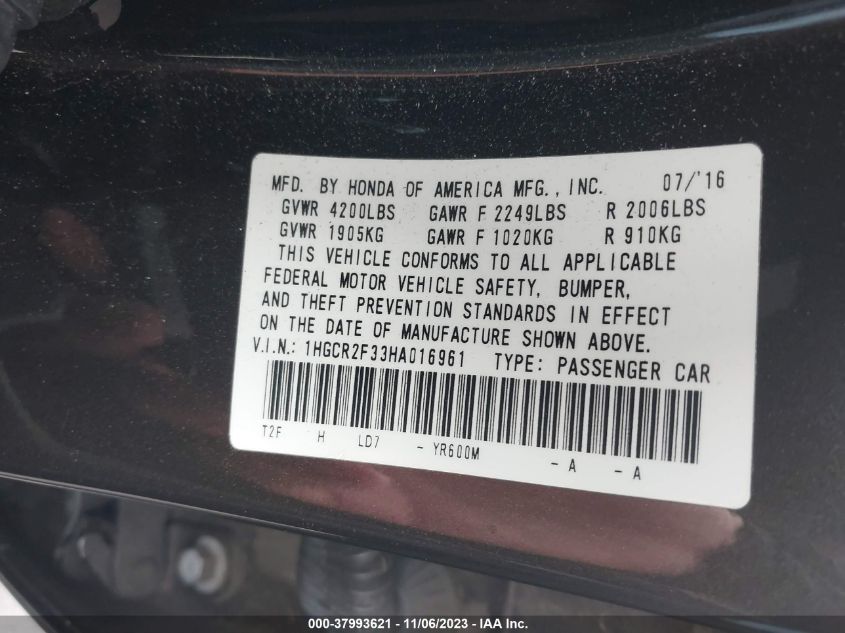 MFD. BY HONDA OF AMERICA MFG., INC. 07/'16
GVWR 4200LBS GAWR F 2249LBS R 2006LBS
GVWR 1905KG GAWR F 1020KG R 910KG
THIS VEHICLE CONFORMS TO ALL APPLICABLE
FEDERAL MOTOR VEHICLE SAFETY, BUMPER,
AND THEFT PREVENTION STANDARDS IN EFFECT
ON THE DATE OF MANUFACTURE SHOWN ABOVE.
V.I.N.: 1HGCR2F33HA016961 TYPE: PASSENGER CAR
T2F H LD7 - YR600M - A - A
000-37993621 - 11/06/2023 - © IAA Inc.